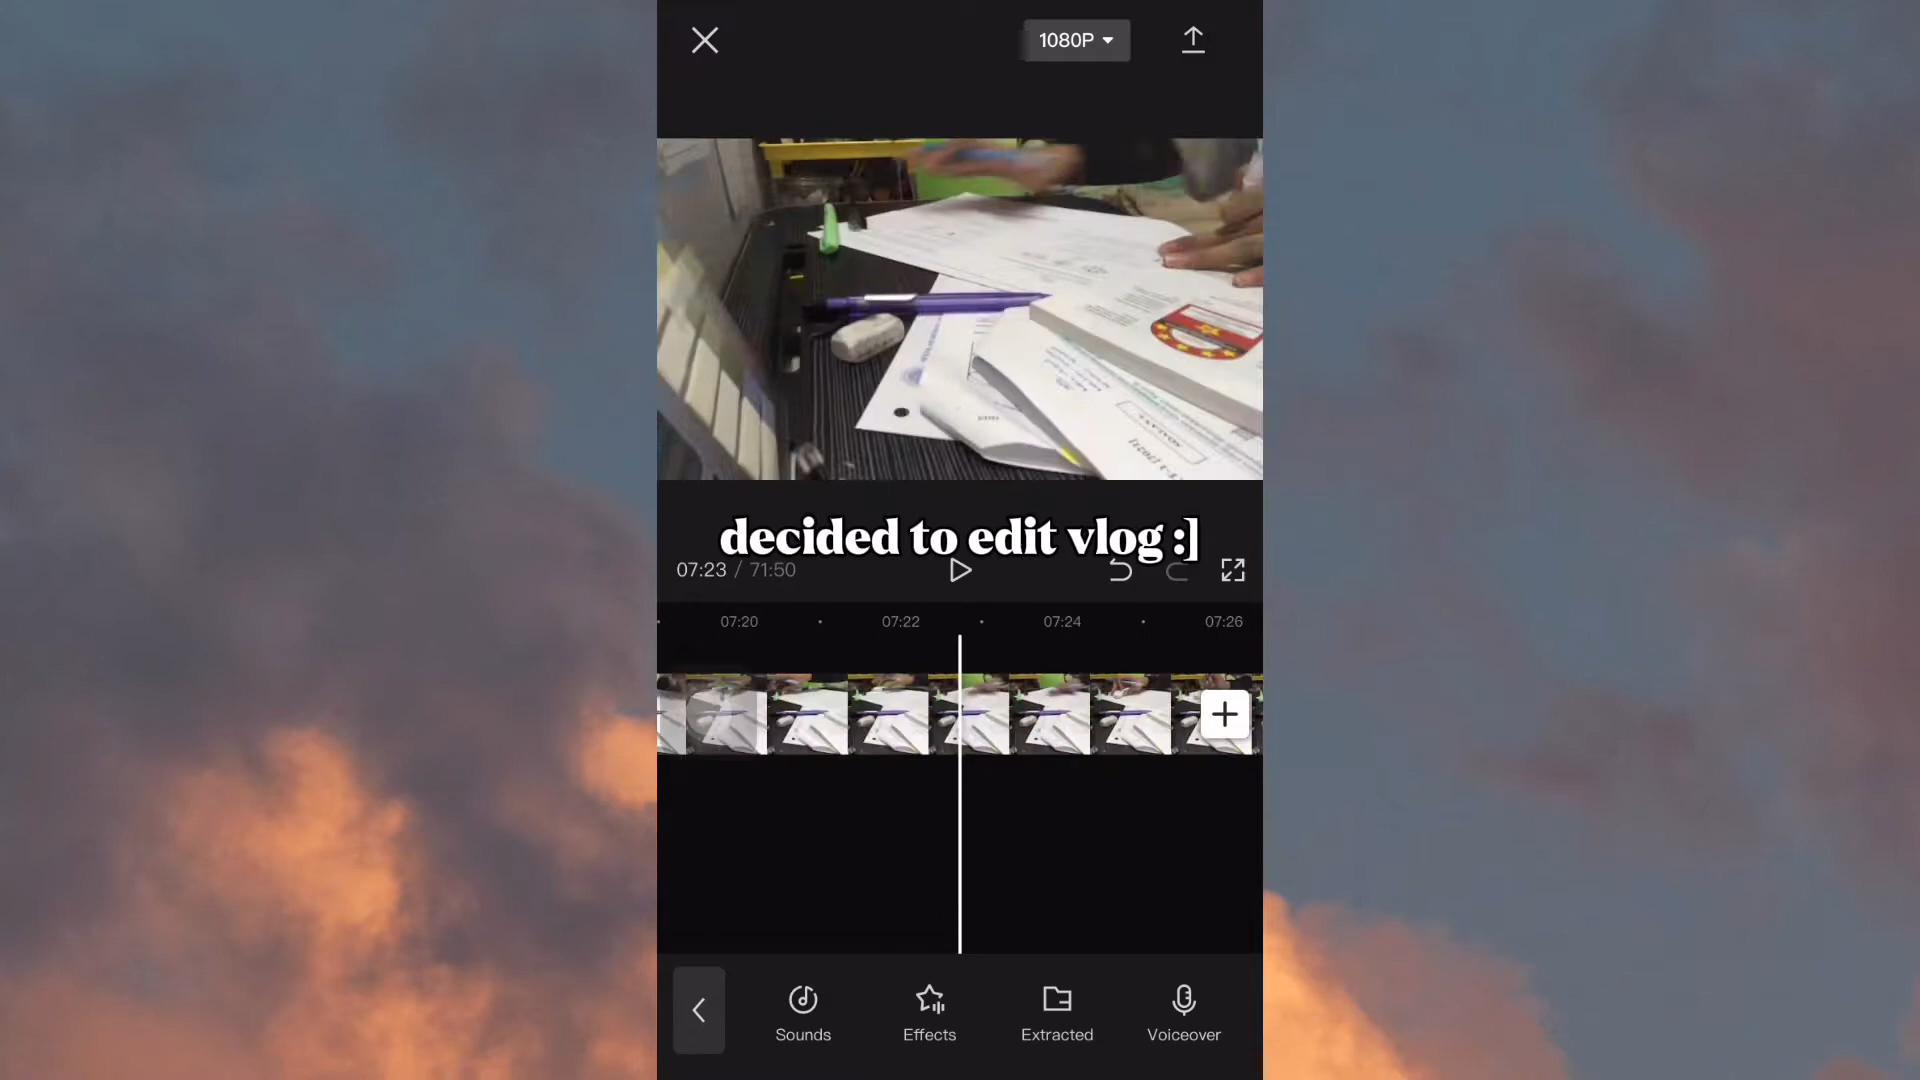 1080P
decided to edit vlog :]
07:23 / 71:50
07:20 07:22 07:24 07:26
Sounds Effects Extracted Voiceover